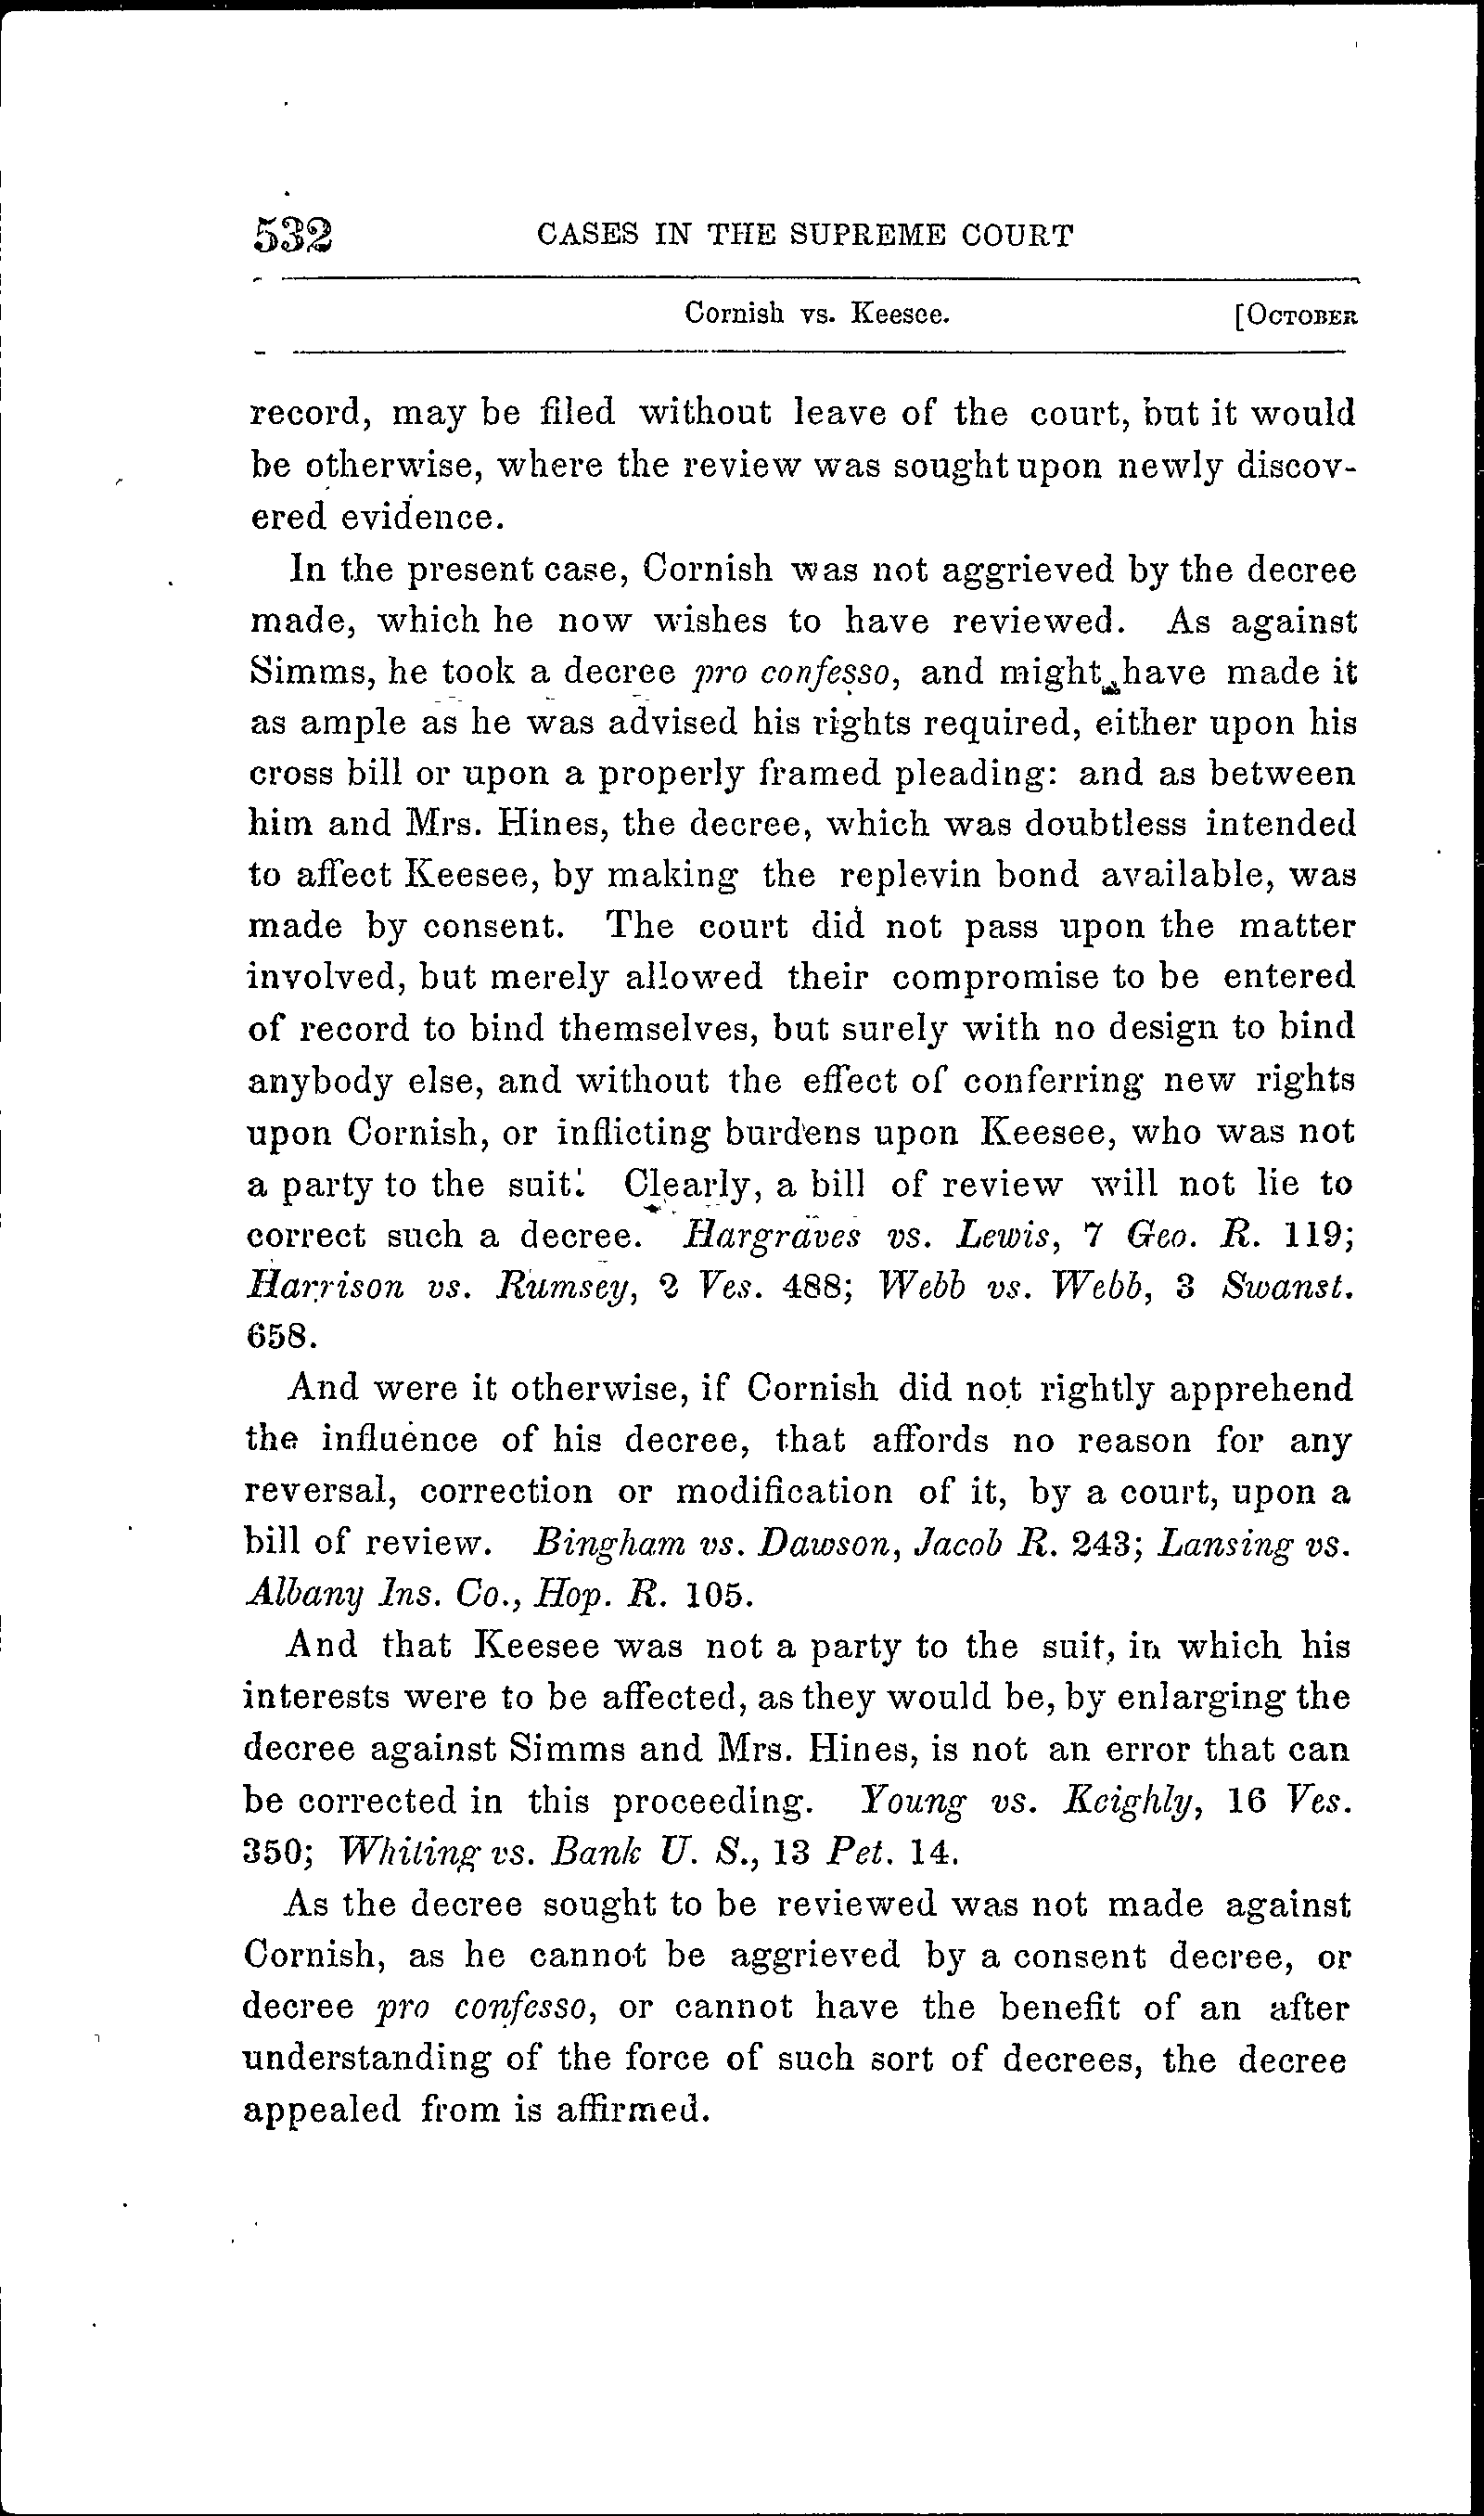 532 CASES IN THE SUPREME COURT
Cornish vs. Keesee. [OCTOBER
record, may be filed without leave of the court, but it would
be otherwise, where the review was sought upon newly discov-
ered evidence.
In the present case, Cornish was not aggrieved by the decree
made, which he now wishes to have reviewed. As against
Simms, he took a decree pro confesso, and might have made it
as ample as he was advised his rights required, either upon his
cross bill or upon a properly framed pleading: and as between
him and Mrs. Hines, the decree, which was doubtless intended
to affect Keesee, by making the replevin bond available, was
made by consent. The court did not pass upon the matter
involved, but merely allowed their compromise to be entered
of record to bind themselves, but surely with no design to bind
anybody else, and without the effect of conferring new rights
upon Cornish, or inflicting burdens upon Keesee, who was not
a party to the suit. Clearly, a bill of review will not lie to
correct such a decree. Hargraves vs. Lewis, 7 Geo. R. 119;
Harrison vs. Rumsey, 2 Ves. 488; Webb vs. Webb, 3 Swanst.
658.
And were it otherwise, if Cornish did not rightly apprehend
the influence of his decree, that affords no reason for any
reversal, correction or modification of it, by a court, upon a
bill of review. Bingham vs. Dawson, Jacob R. 243; Lansing vs.
Albany Ins. Co., Hop. R. 105.
And that Keesee was not a party to the suit, in which his
interests were to be affected, as they would be, by enlarging the
decree against Simms and Mrs. Hines, is not an error that can
be corrected in this proceeding. Young vs. Keighly, 16 Ves.
350; Whiting vs. Bank U. S., 13 Pet. 14.
As the decree sought to be reviewed was not made against
Cornish, as he cannot be aggrieved by a consent decree, or
decree pro confesso, or cannot have the benefit of an after
understanding of the force of such sort of decrees, the decree
appealed from is affirmed.